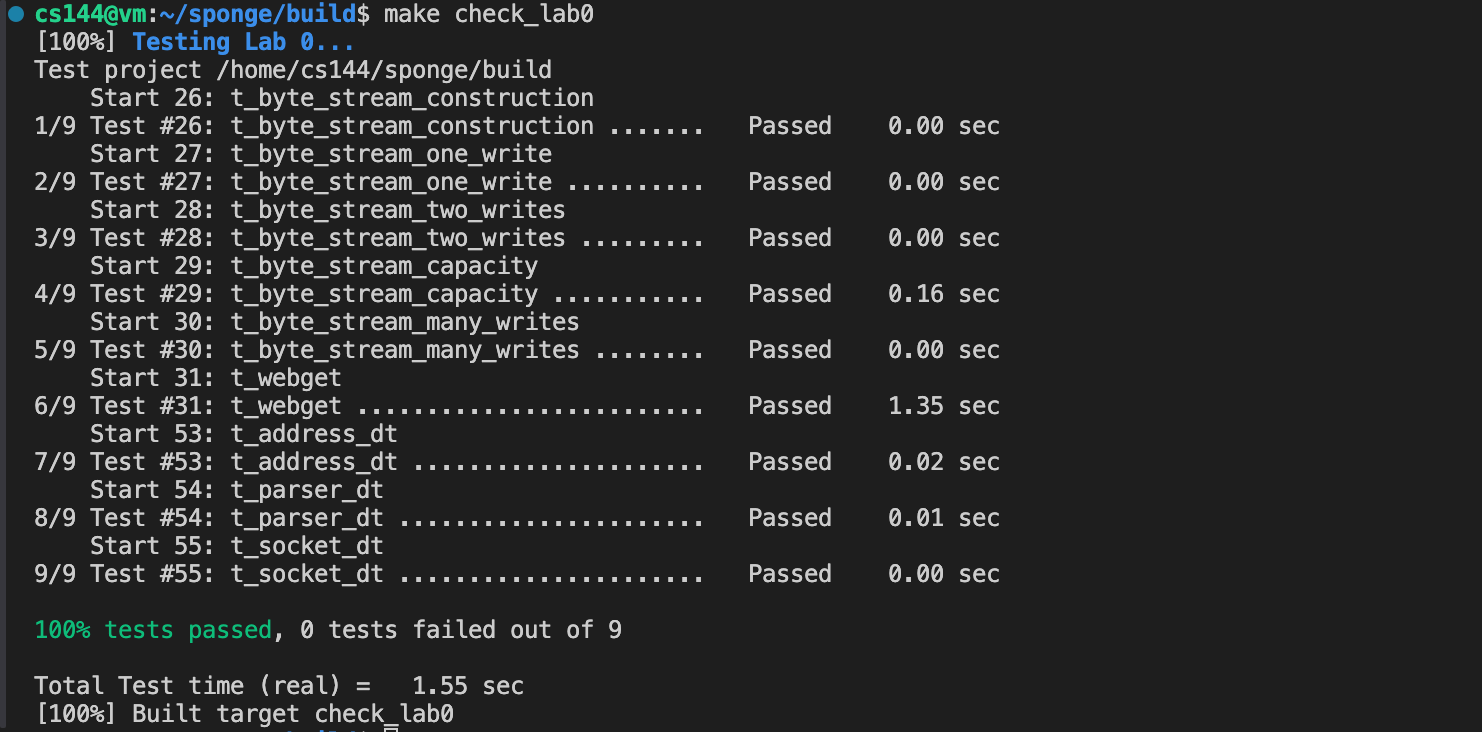 cs144@vm:~/sponge/build$ make check_lab0
[100%] Testing Lab 0...
Test project /home/cs144/sponge/build
    Start 26: t_byte_stream_construction
1/9 Test #26: t_byte_stream_construction .......   Passed    0.00 sec
    Start 27: t_byte_stream_one_write
2/9 Test #27: t_byte_stream_one_write ..........   Passed    0.00 sec
    Start 28: t_byte_stream_two_writes
3/9 Test #28: t_byte_stream_two_writes .........   Passed    0.00 sec
    Start 29: t_byte_stream_capacity
4/9 Test #29: t_byte_stream_capacity ...........   Passed    0.16 sec
    Start 30: t_byte_stream_many_writes
5/9 Test #30: t_byte_stream_many_writes ........   Passed    0.00 sec
    Start 31: t_webget
6/9 Test #31: t_webget .........................   Passed    1.35 sec
    Start 53: t_address_dt
7/9 Test #53: t_address_dt .....................   Passed    0.02 sec
    Start 54: t_parser_dt
8/9 Test #54: t_parser_dt ......................   Passed    0.01 sec
    Start 55: t_socket_dt
9/9 Test #55: t_socket_dt ......................   Passed    0.00 sec
100% tests passed, 0 tests failed out of 9
Total Test time (real) =   1.55 sec
[100%] Built target check_lab0